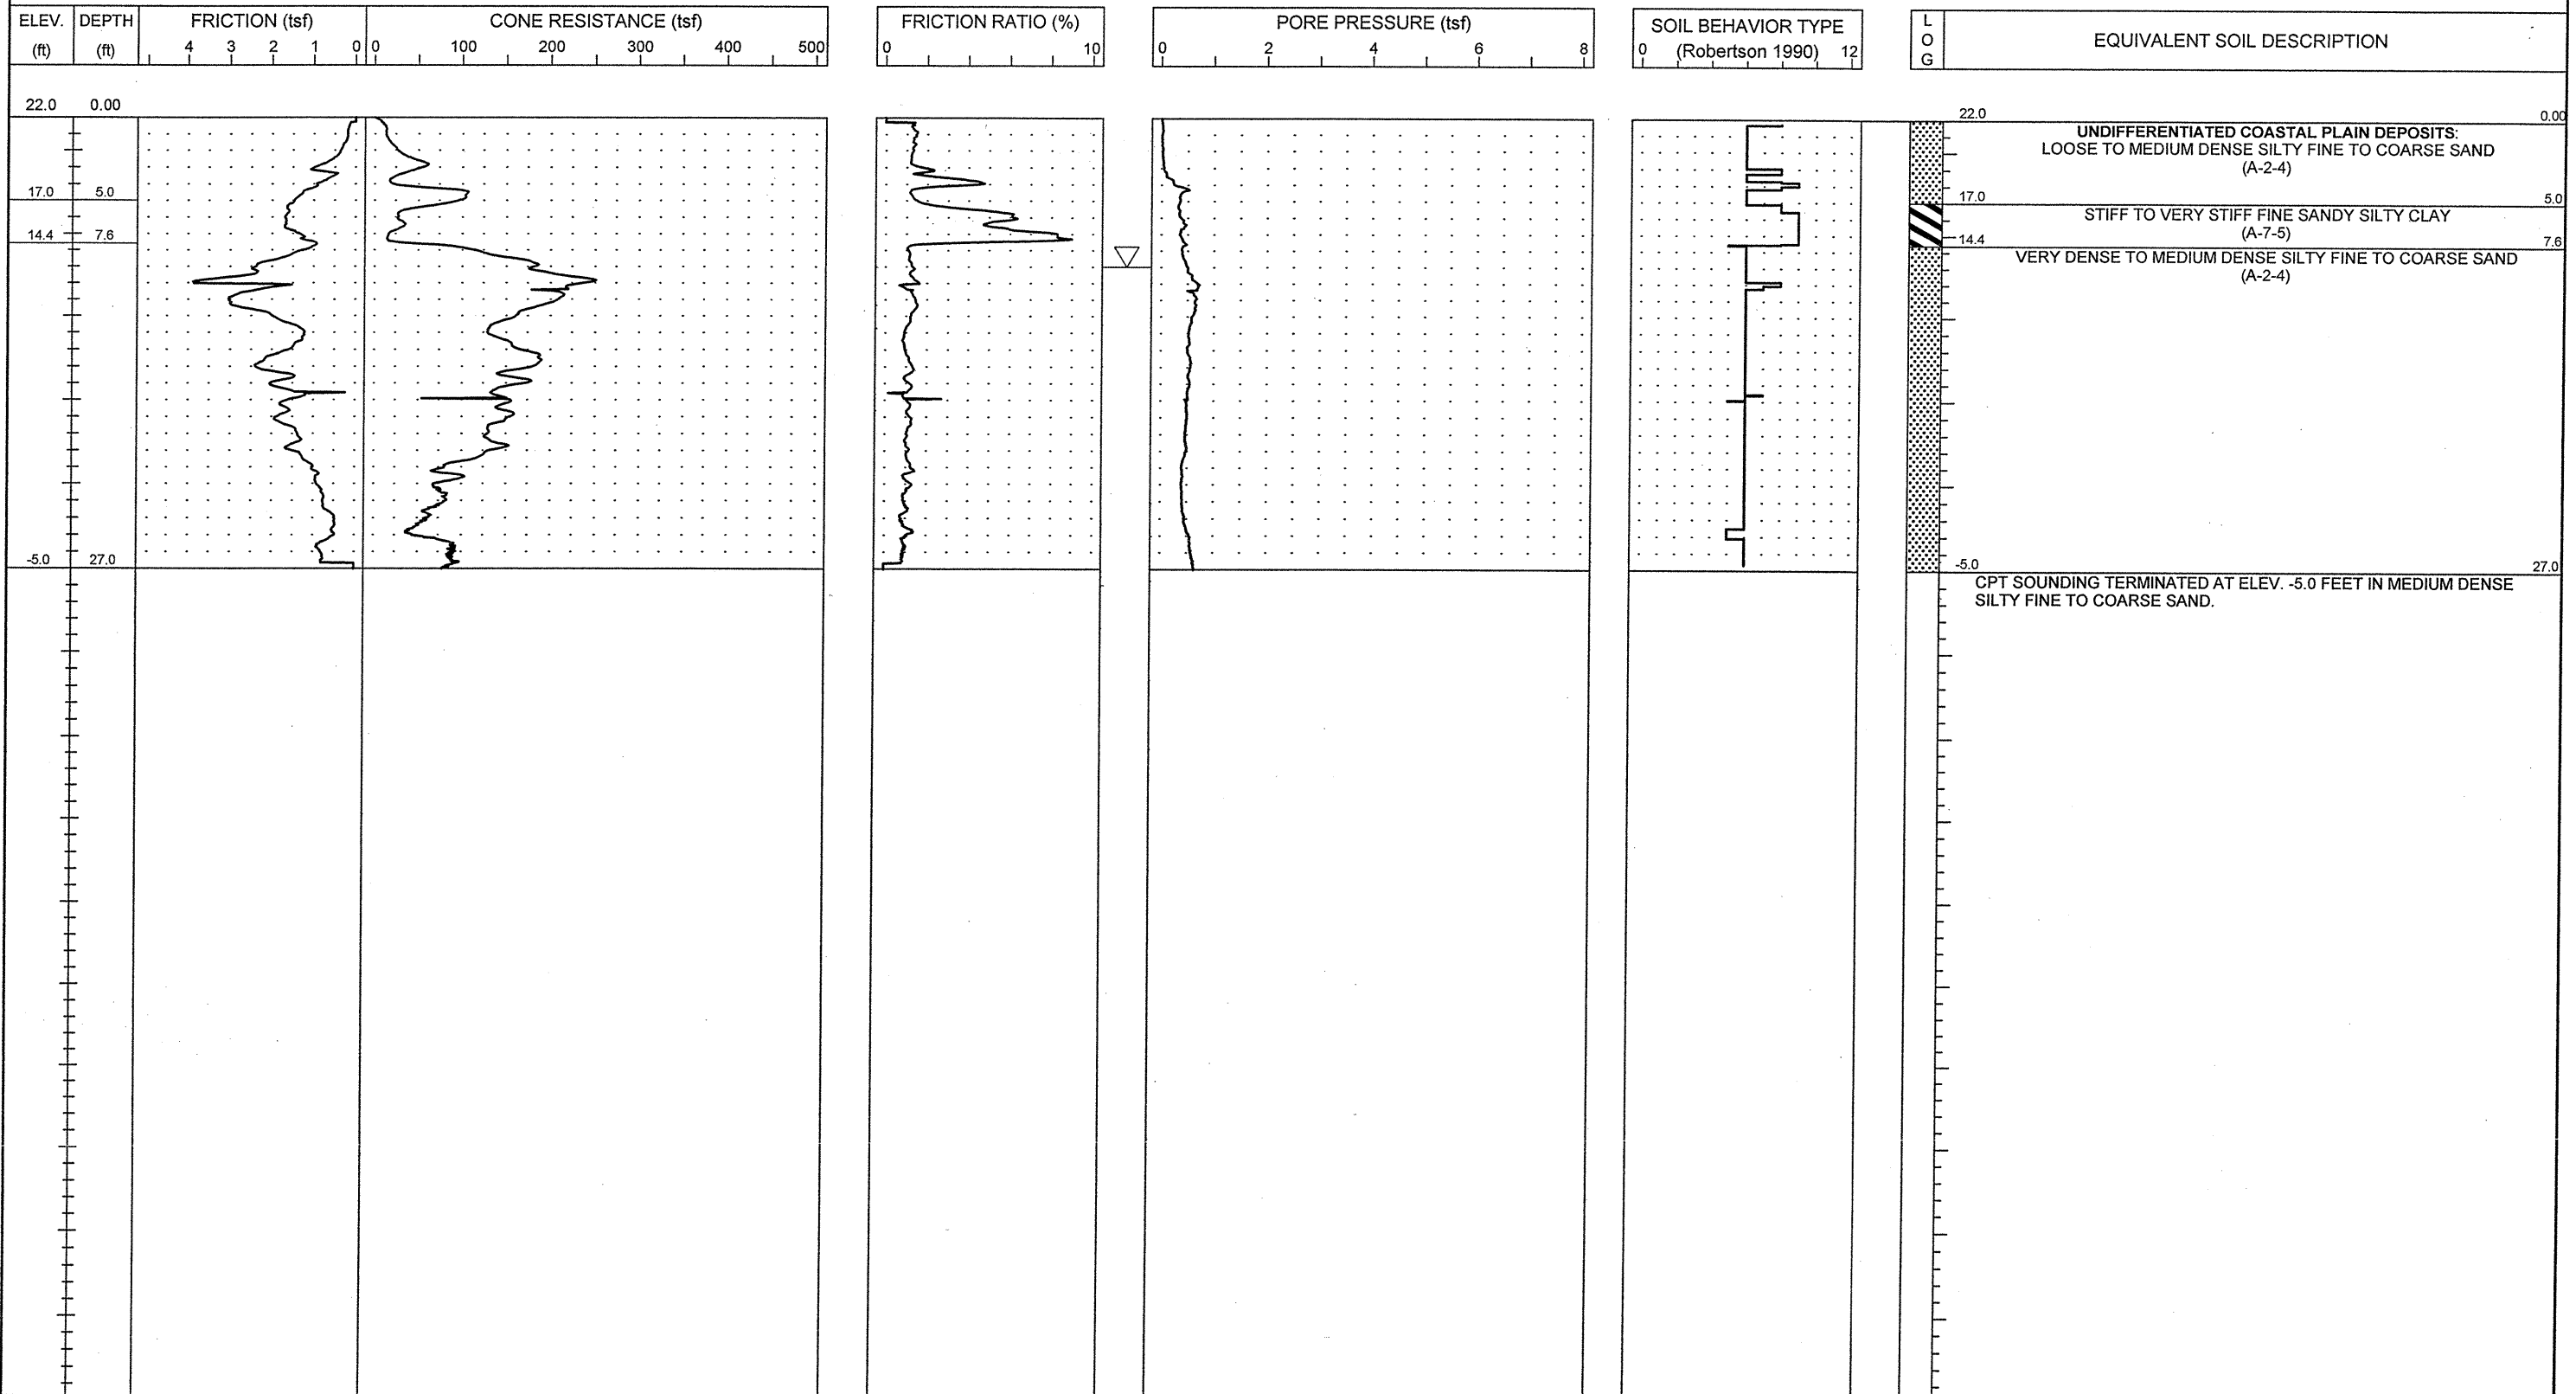 ELEV. DEPTH FRICTION (tsf) CONE RESISTANCE (tsf) FRICTION RATIO (%) PORE PRESSURE (tsf) SOIL BEHAVIOR TYPE LOG EQUIVALENT SOIL DESCRIPTION
(ft) (ft) 4 3 2 1 0 0 100 200 300 400 500 0 10 0 2 4 6 8 0 (Robertson 1990) 12
22.0 0.00
22.0 0.00
UNDIFFERENTIATED COASTAL PLAIN DEPOSITS:
LOOSE TO MEDIUM DENSE SILTY FINE TO COARSE SAND
(A-2-4)
17.0 5.0
17.0 5.0
STIFF TO VERY STIFF FINE SANDY SILTY CLAY
(A-7-5)
14.4 7.6
14.4 7.6
VERY DENSE TO MEDIUM DENSE SILTY FINE TO COARSE SAND
(A-2-4)
-5.0 27.0
-5.0 27.0
CPT SOUNDING TERMINATED AT ELEV. -5.0 FEET IN MEDIUM DENSE
SILTY FINE TO COARSE SAND.